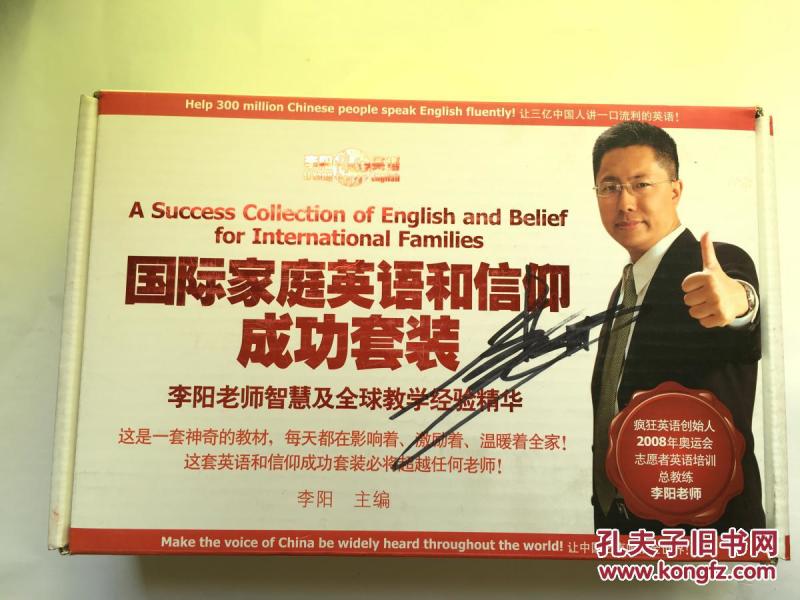 Help 300 million Chinese people speak English fluently! 让三亿中国人讲一口流利的英语!
A Success Collection of English and Belief
for International Families
国际家庭英语和信仰
成功套装
李阳老师智慧及全球教学经验精华
这是一套神奇的教材，每天都在影响着、激励着、温暖着全家!
这套英语和信仰成功套装必将超越任何老师!
李阳 主编
疯狂英语创始人
2008年奥运会
志愿者英语培训
总教练
李阳老师
Make the voice of China be widely heard throughout the world! 让中国
孔夫子旧书网
www.kongfz.com